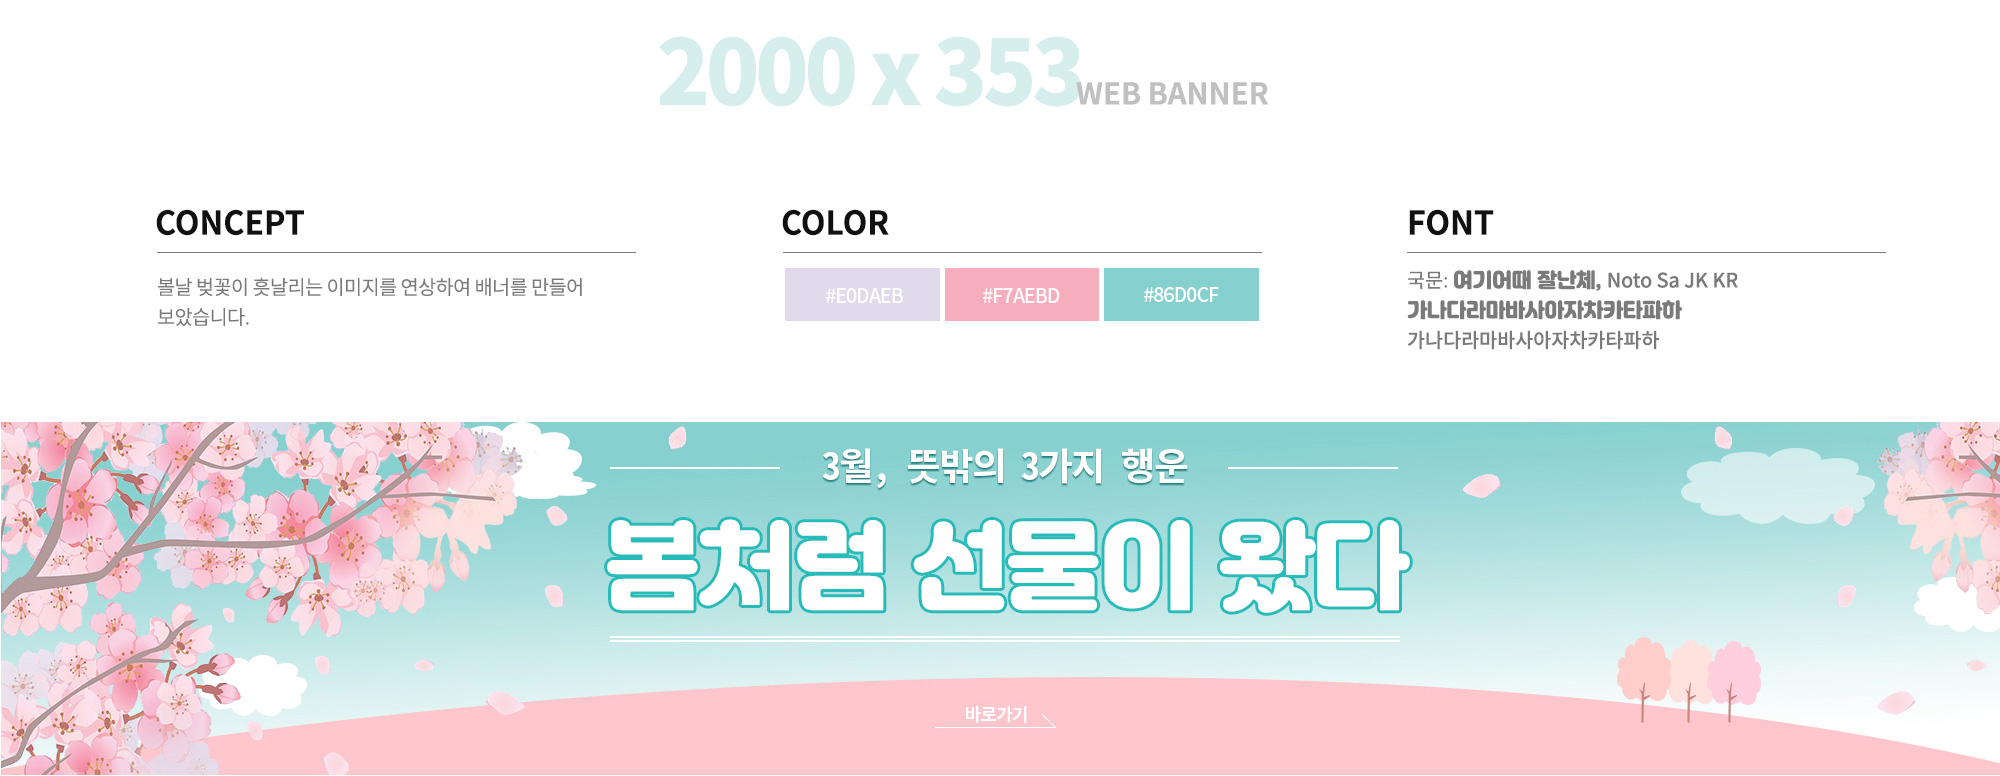 2000 x 353 WEB BANNER
CONCEPT
볼날 벚꽃이 흣날리는 이미지를 연상하여 배너를 만들어
보았습니다.
COLOR
#E0DAEB #F7AEBD #86D0CF
FONT
국문: 여기어때 잘난체, Noto Sa JK KR
가나다라마바사아자차카타파하
가나다라마바사아자차카타파하
3월, 뜻밖의 3가지 행운
봄처럼 선물이 왔다
바로가기